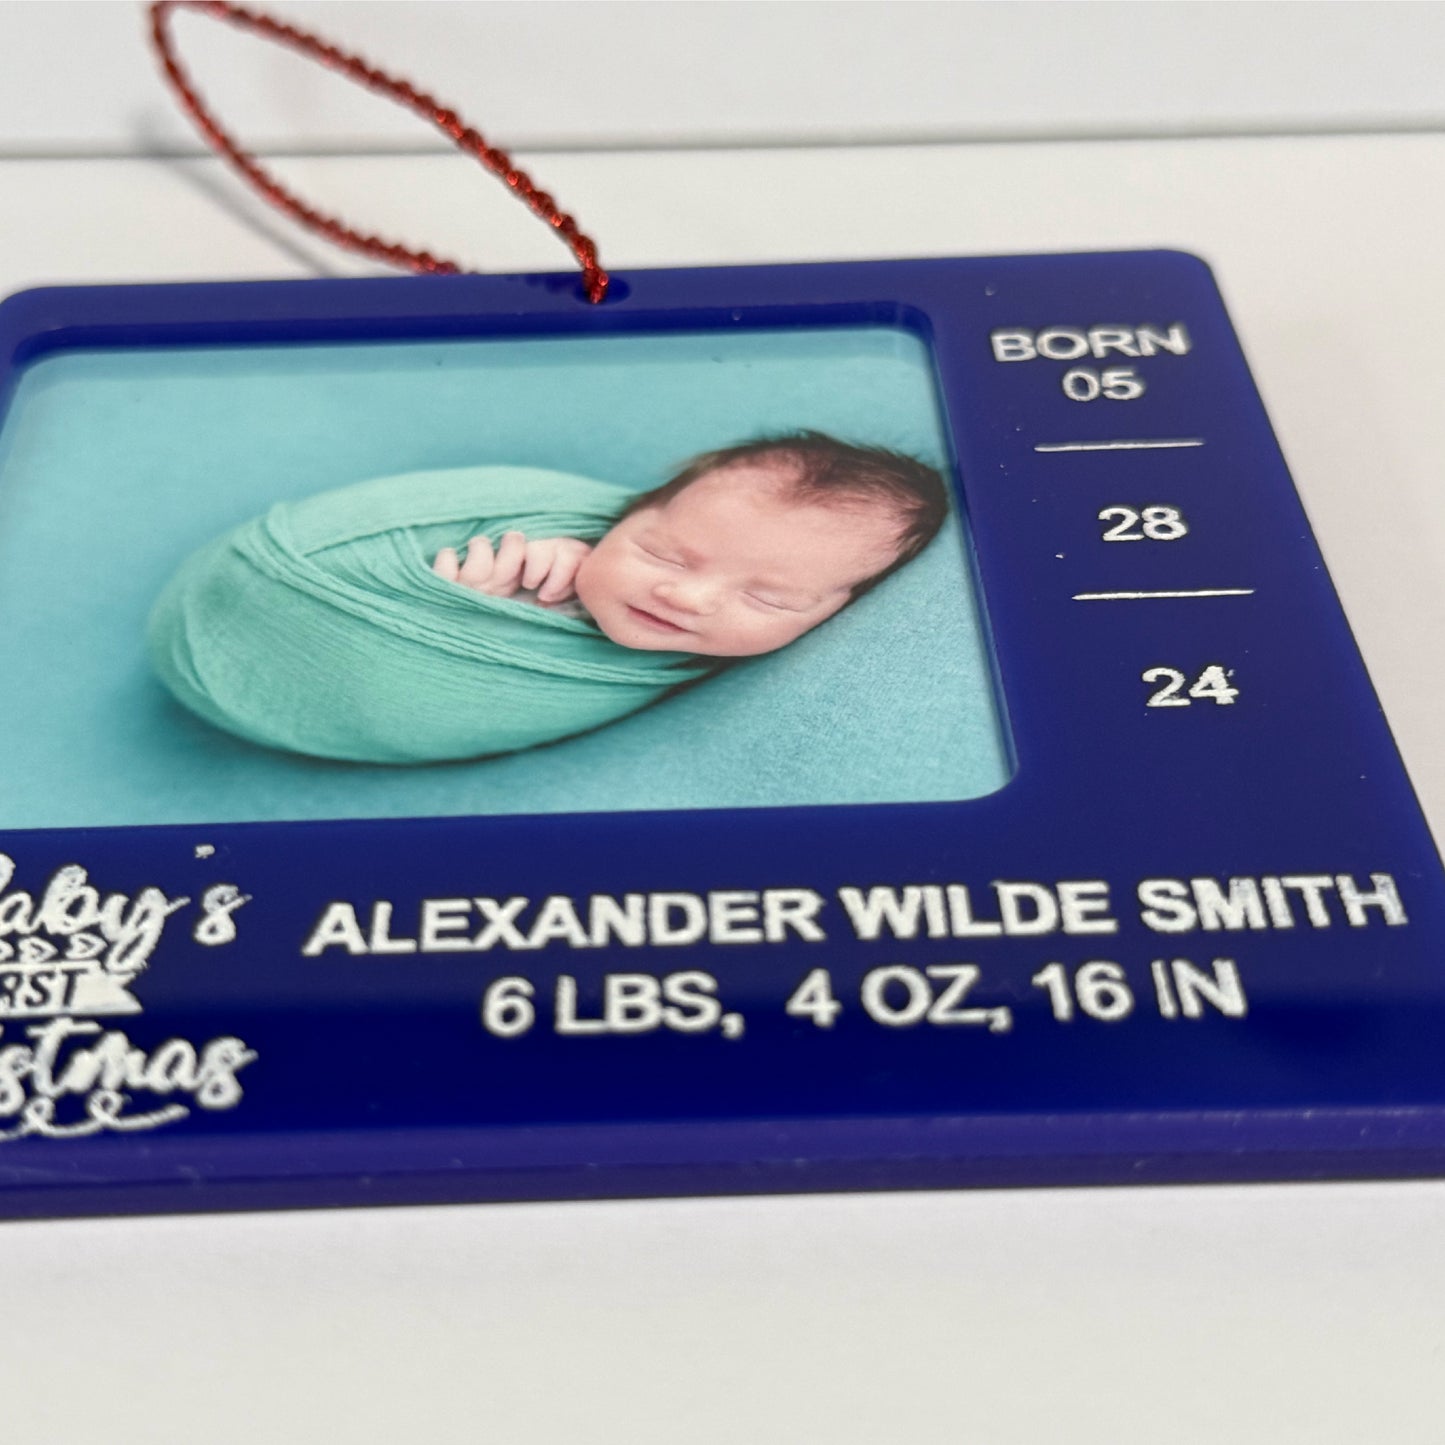 BORN
05
28
24
ALEXANDER WILDE SMITH
6 LBS, 4 OZ, 16 IN